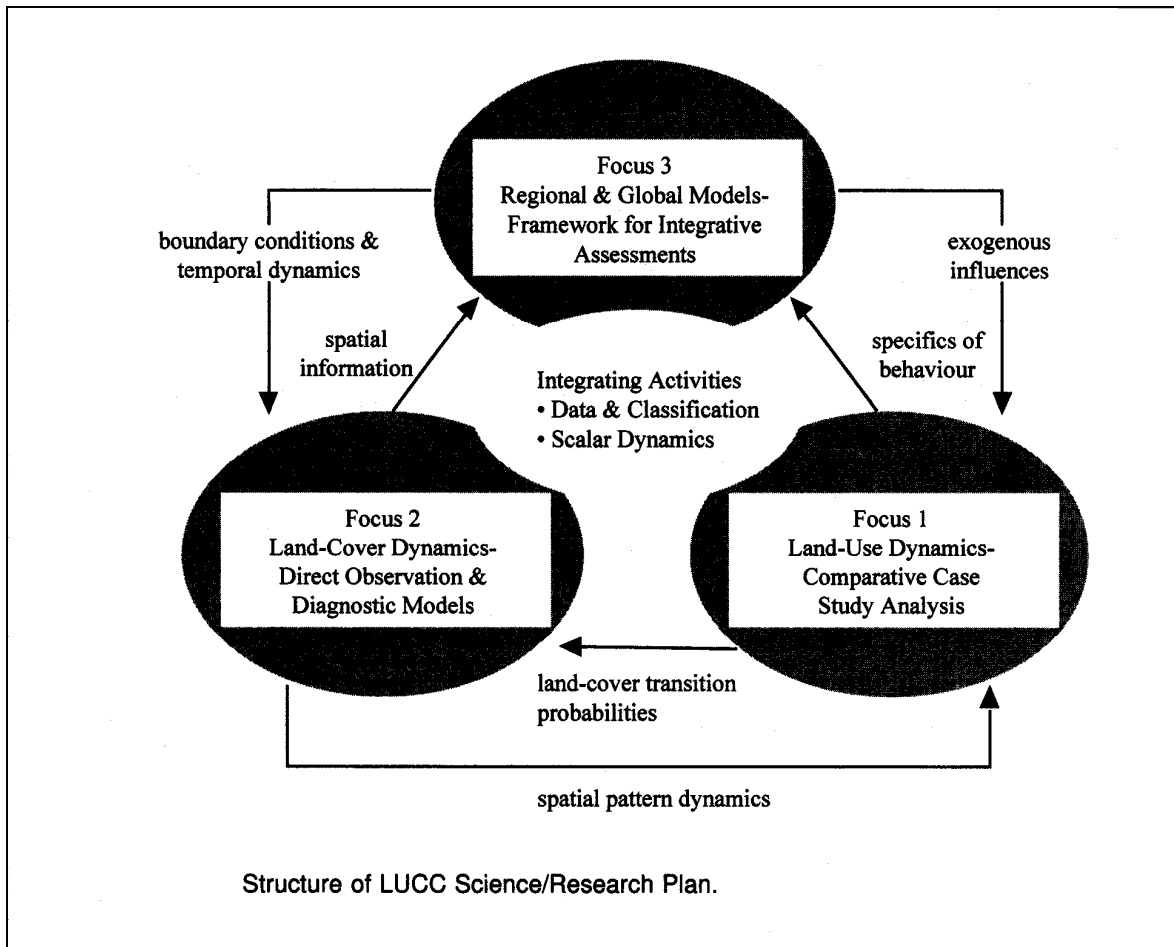 Focus 3
Regional & Global Models-
Framework for Integrative
Assessments
boundary conditions &
temporal dynamics
exogenous
influences
spatial
information
specifics of
behaviour
Integrating Activities
• Data & Classification
• Scalar Dynamics
Focus 2
Land-Cover Dynamics-
Direct Observation &
Diagnostic Models
Focus 1
Land-Use Dynamics-
Comparative Case
Study Analysis
land-cover transition
probabilities
spatial pattern dynamics
Structure of LUCC Science/Research Plan.